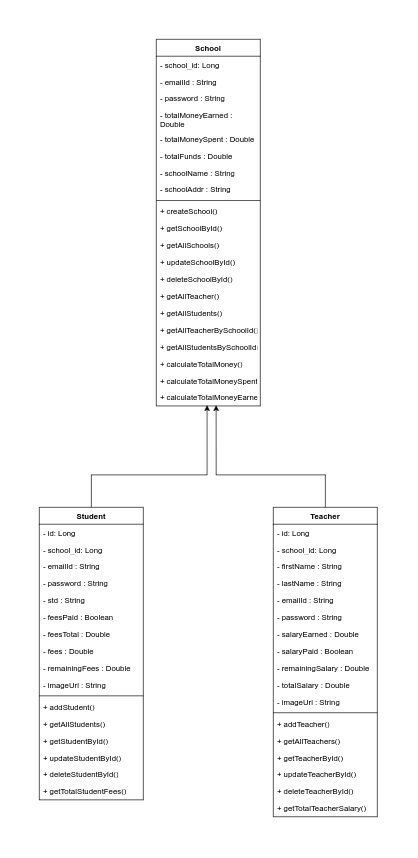 School
- school_id: Long
- emailId : String
- password : String
- totalMoneyEarned :
Double
- totalMoneySpent : Double
- totalFunds : Double
- schoolName : String
- schoolAddr : String
+ createSchool()
+ getSchoolById()
+ getAllSchools()
+ updateSchoolById()
+ deleteSchoolById()
+ getAllTeacher()
+ getAllStudents()
+ getAllTeacherBySchoolId()
+ getAllStudentsBySchoolId
+ calculateTotalMoney()
+ calculateTotalMoneySpent
+ calculateTotalMoneyEarne
Student
- id: Long
- school_id: Long
- emailId : String
- password : String
- std : String
- feesPaid : Boolean
- feesTotal : Double
- fees : Double
- remainingFees : Double
- imageUrl : String
+ addStudent()
+ getAllStudents()
+ getStudentById()
+ updateStudentById()
+ deleteStudentById()
+ getTotalStudentFees()
Teacher
- id: Long
- school_id: Long
- firstName : String
- lastName : String
- emailId : String
- password : String
- salaryEarned : Double
- salaryPaid : Boolean
- remainingSalary : Double
- totalSalary : Double
- imageUrl : String
+ addTeacher()
+ getAllTeachers()
+ getTeacherById()
+ updateTeacherById()
+ deleteTeacherById()
+ getTotalTeacherSalary()